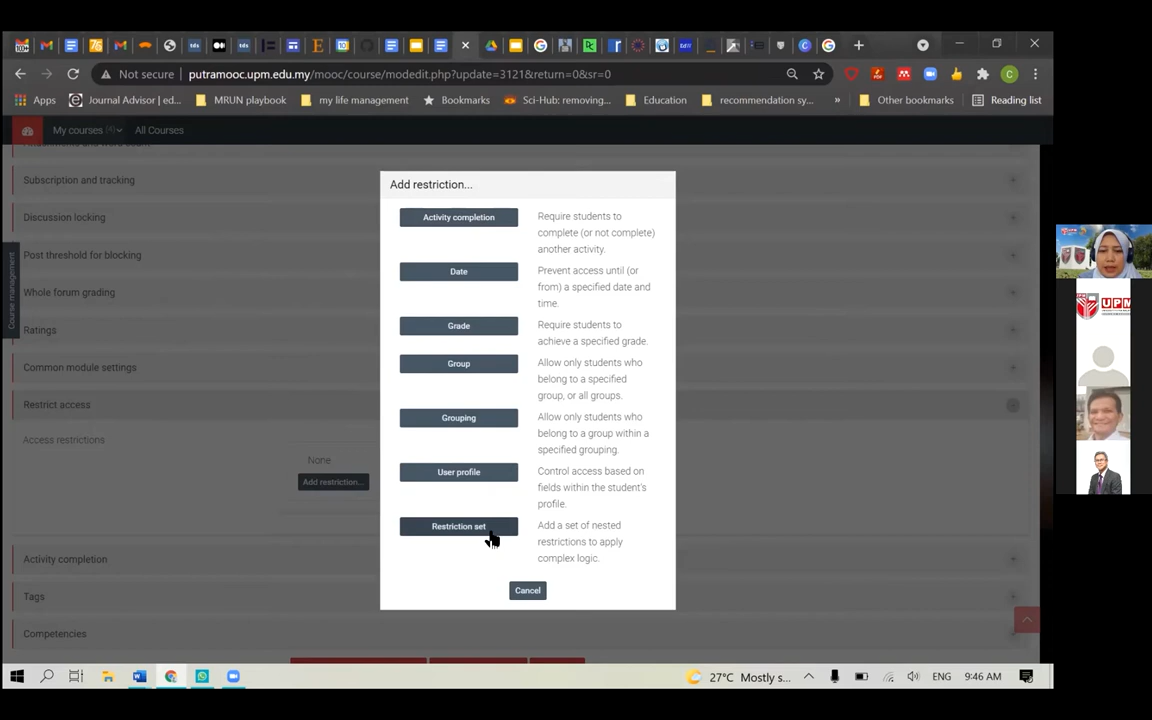 Not secure putramooc.upm.edu.my/mooc/course/modedit.php?update=3121&return=0&sr=0
Apps Journal Advisor | ed... MRUN playbook my life management Bookmarks Sci-Hub: removing... Education recommendation sy... » Other bookmarks Reading list
My courses All Courses
Subscription and tracking
Discussion locking
Post threshold for blocking
Whole forum grading
Ratings
Common module settings
Restrict access
Access restrictions
None
Add restriction...
Activity completion
Tags
Competencies
Course management
Add restriction...
Activity completion
Require students to
complete (or not complete)
another activity.
Date
Prevent access until (or
from) a specified date and
time.
Grade
Require students to
achieve a specified grade.
Group
Allow only students who
belong to a specified
group, or all groups.
Grouping
Allow only students who
belong to a group within a
specified grouping.
User profile
Control access based on
fields within the student's
profile.
Restriction set
Add a set of nested
restrictions to apply
complex logic.
Cancel
UPM
27°C Mostly s... ENG 9:46 AM